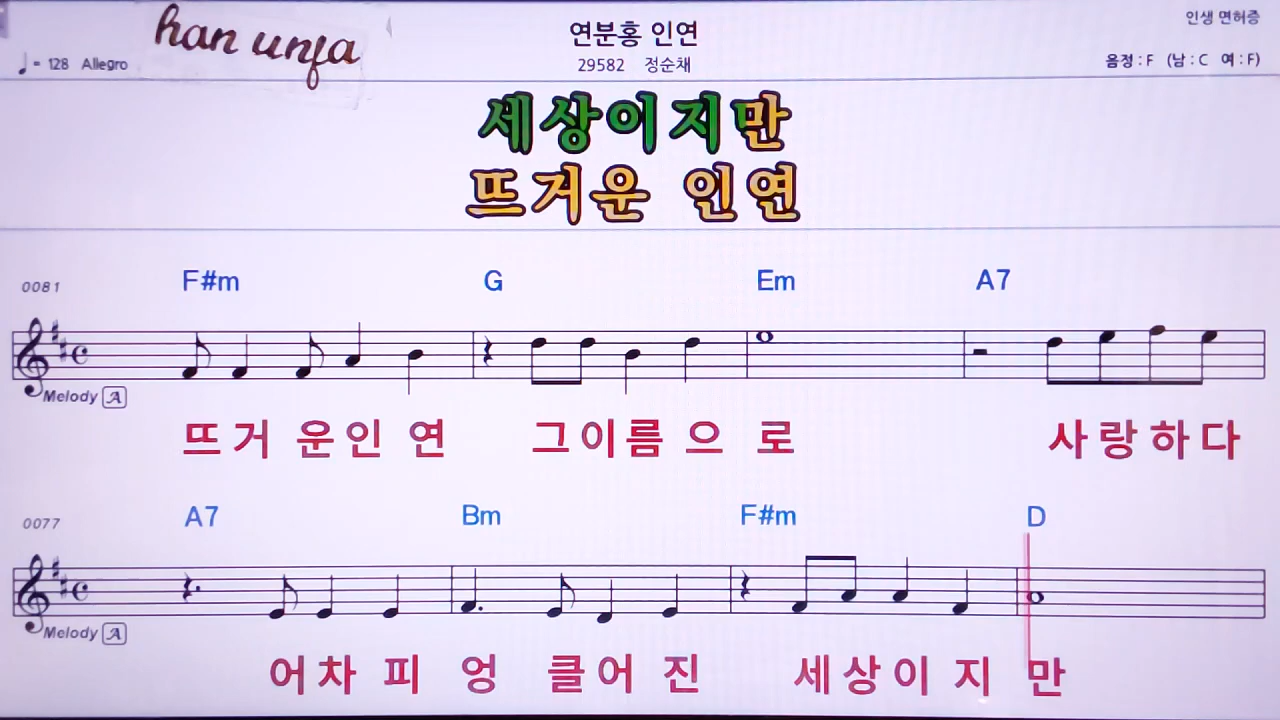 han unfa
연분홍 인연
인생 면허증
♩= 128 Allegro
29582 정순채
음정 : F (남 : C 여 : F)
세상이지만
뜨거운 인연
0081 F#m G Em A7
Melody A
뜨거 운인 연 그이름 으 로 사랑하다
0077 A7 Bm F#m D
Melody A
어차 피 엉 클어 진 세상이 지 만